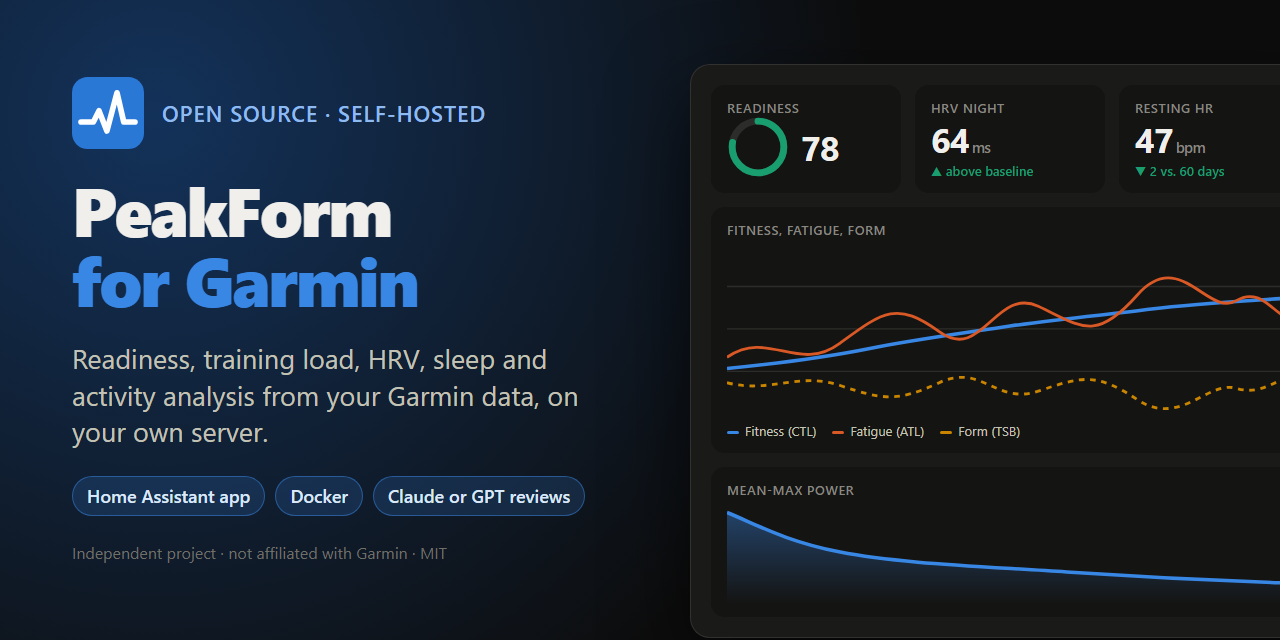 OPEN SOURCE · SELF-HOSTED
PeakForm
for Garmin
Readiness, training load, HRV, sleep and
activity analysis from your Garmin data, on
your own server.
Home Assistant app
Docker
Claude or GPT reviews
Independent project · not affiliated with Garmin · MIT
READINESS
78
HRV NIGHT
64 ms
▲ above baseline
RESTING HR
47 bpm
▼ 2 vs. 60 days
FITNESS, FATIGUE, FORM
Fitness (CTL)
Fatigue (ATL)
Form (TSB)
MEAN-MAX POWER